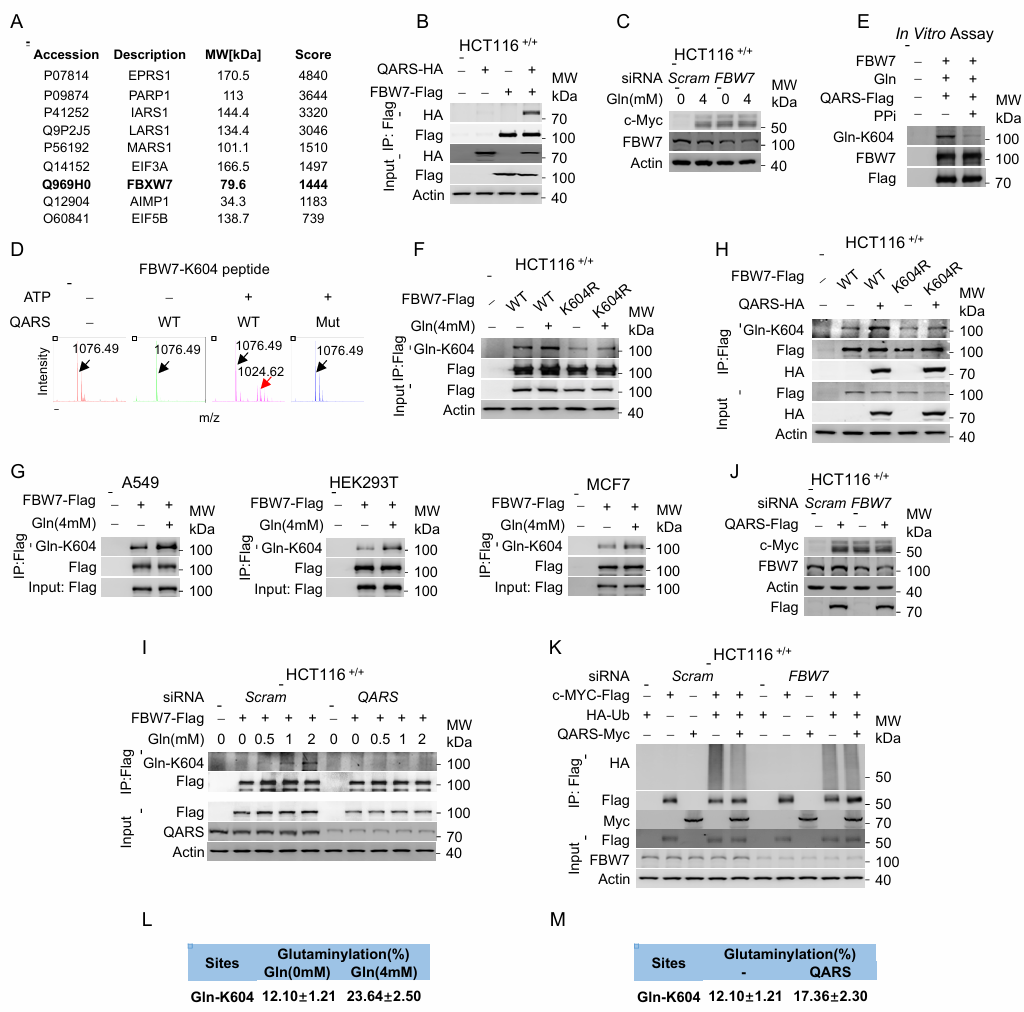 A
Accession Description MW[kDa] Score
P07814 EPRS1 170.5 4840
P09874 PARP1 113 3644
P41252 IARS1 144.4 3320
Q9P2J5 LARS1 134.4 3046
P56192 MARS1 101.1 1510
Q14152 EIF3A 166.5 1497
Q969H0 FBXW7 79.6 1444
Q12904 AIMP1 34.3 1183
O60841 EIF5B 138.7 739
B
HCT116 +/+
QARS-HA – + – +
FBW7-Flag – – + +
MW
kDa
IP: Flag
HA 70
Flag 100
Input
HA 70
Flag 100
Actin 40
C
HCT116 +/+
siRNA Scram FBW7
Gln(mM) 0 4 0 4
MW
kDa
c-Myc 50
FBW7 100
Actin 40
E
In Vitro Assay
FBW7 – + +
Gln – + +
QARS-Flag – + +
PPi – – +
MW
kDa
Gln-K604 100
FBW7 100
Flag 70
D
FBW7-K604 peptide
ATP – – + +
QARS – WT WT Mut
Intensity
1076.49 1076.49 1076.49 1076.49
1024.62
m/z
F
HCT116 +/+
FBW7-Flag – WT WT K604R K604R
Gln(4mM) – – + – +
MW
kDa
IP:Flag
Gln-K604 100
Flag 100
Input
Flag 100
Actin 40
H
HCT116 +/+
FBW7-Flag – WT WT K604R K604R
QARS-HA – – + – +
MW
kDa
IP:Flag
Gln-K604 100
Flag 100
HA 70
Input
Flag 100
HA 70
Actin 40
G
A549
FBW7-Flag – + +
Gln(4mM) – – +
MW
kDa
IP:Flag
Gln-K604 100
Flag 100
Input: Flag 100
HEK293T
FBW7-Flag – + +
Gln(4mM) – – +
MW
kDa
IP:Flag
Gln-K604 100
Flag 100
Input: Flag 100
MCF7
FBW7-Flag – + +
Gln(4mM) – – +
MW
kDa
IP:Flag
Gln-K604 100
Flag 100
Input: Flag 100
J
HCT116 +/+
siRNA Scram FBW7
QARS-Flag – + – +
MW
kDa
c-Myc 50
FBW7 100
Actin 40
Flag 70
I
HCT116 +/+
siRNA Scram QARS
FBW7-Flag – + + + + – + + + +
Gln(mM) 0 0 0.5 1 2 0 0 0.5 1 2
MW
kDa
IP:Flag
Gln-K604 100
Flag 100
Input
Flag 100
QARS 70
Actin 40
K
HCT116 +/+
siRNA Scram FBW7
c-MYC-Flag – + – + + – + – + +
HA-Ub + – – + + + – – + +
QARS-Myc – – + – + – – + – +
MW
kDa
IP: Flag
HA 50
Flag 50
Myc 70
Input
Flag 50
FBW7 100
Actin 40
L
Sites Glutaminylation(%)
Gln(0mM) Gln(4mM)
Gln-K604 12.10±1.21 23.64±2.50
M
Sites Glutaminylation(%)
- QARS
Gln-K604 12.10±1.21 17.36±2.30